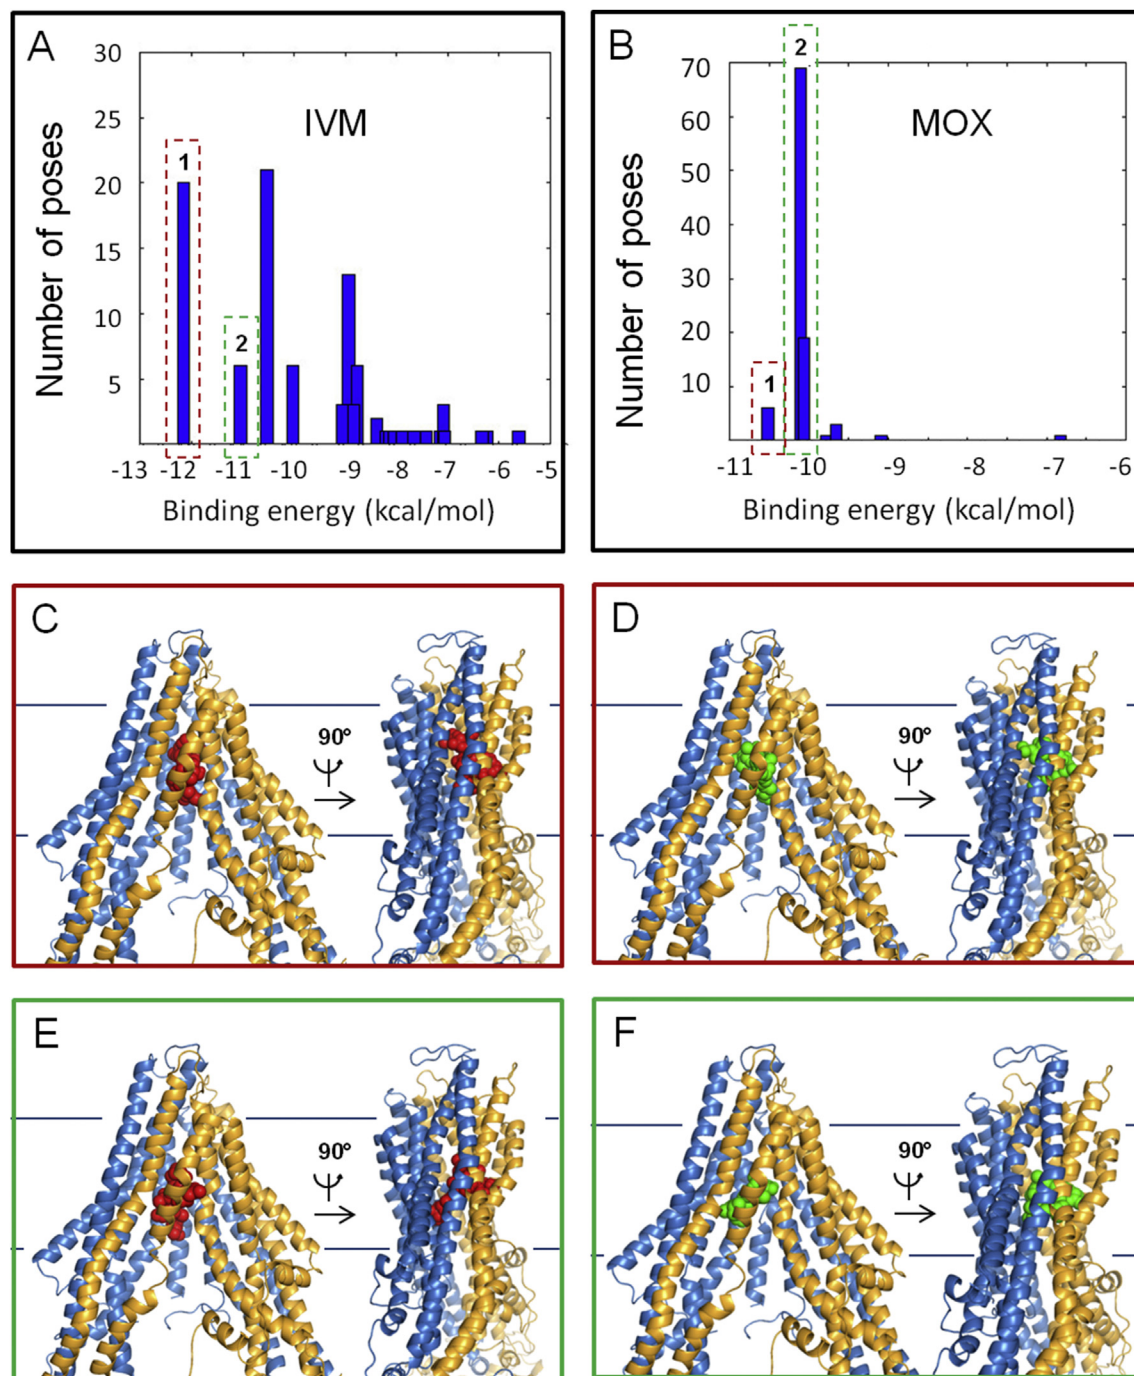 A
IVM
Number of poses
30
25
20
15
10
5
1
2
-13 -12 -11 -10 -9 -8 -7 -6 -5
Binding energy (kcal/mol)
B
MOX
Number of poses
70
60
50
40
30
20
10
2
1
-11 -10 -9 -8 -7 -6
Binding energy (kcal/mol)
C
90°
D
90°
E
90°
F
90°